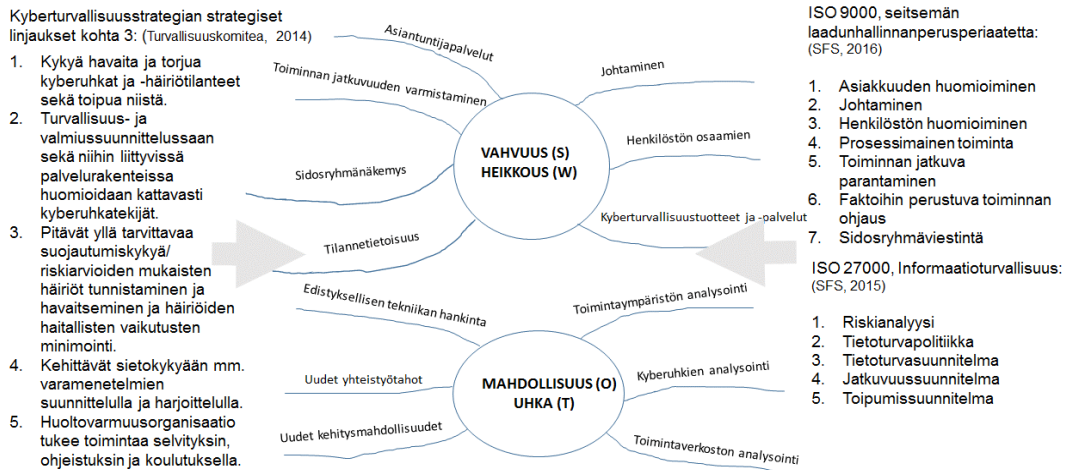 Kyberturvallisuusstrategian strategiset
linjaukset kohta 3: (Turvallisuuskomitea, 2014)
1. Kykyä havaita ja torjua
kyberuhkat ja -häiriötilanteet
sekä toipua niistä.
2. Turvallisuus- ja
valmiussuunnittelussaan
sekä niihin liittyvissä
palvelurakenteissa
huomioidaan kattavasti
kyberuhkatekijät.
3. Pitävät yllä tarvittavaa
suojautumiskykyä/
riskiarvioiden mukaisten
häiriöt tunnistaminen ja
havaitseminen ja häiriöiden
haitallisten vaikutusten
minimointi.
4. Kehittävät sietokykyään mm.
varamenetelmien
suunnittelulla ja harjoittelulla.
5. Huoltovarmuusorganisaatio
tukee toimintaa selvityksin,
ohjeistuksin ja koulutuksella.
Asiantuntijapalvelut
Toiminnan jatkuvuuden varmistaminen
Sidosryhmänäkemys
Tilannetietoisuus
VAHVUUS (S)
HEIKKOUS (W)
Johtaminen
Henkilöstön osaamien
Kyberturvallisuustuotteet ja -palvelut
Edistyksellisen tekniikan hankinta
Uudet yhteistyötahot
Uudet kehitysmahdollisuudet
MAHDOLLISUUS (O)
UHKA (T)
Toimintaympäristön analysointi
Kyberuhkien analysointi
Toimintaverkoston analysointi
ISO 9000, seitsemän
laadunhallinnanperusperiaatetta:
(SFS, 2016)
1. Asiakkuuden huomioiminen
2. Johtaminen
3. Henkilöstön huomioiminen
4. Prosessimainen toiminta
5. Toiminnan jatkuva
parantaminen
6. Faktoihin perustuva toiminnan
ohjaus
7. Sidosryhmäviestintä
ISO 27000, Informaatioturvallisuus:
(SFS, 2015)
1. Riskianalyysi
2. Tietoturvapolitiikka
3. Tietoturvasuunnitelma
4. Jatkuvuussuunnitelma
5. Toipumissuunnitelma